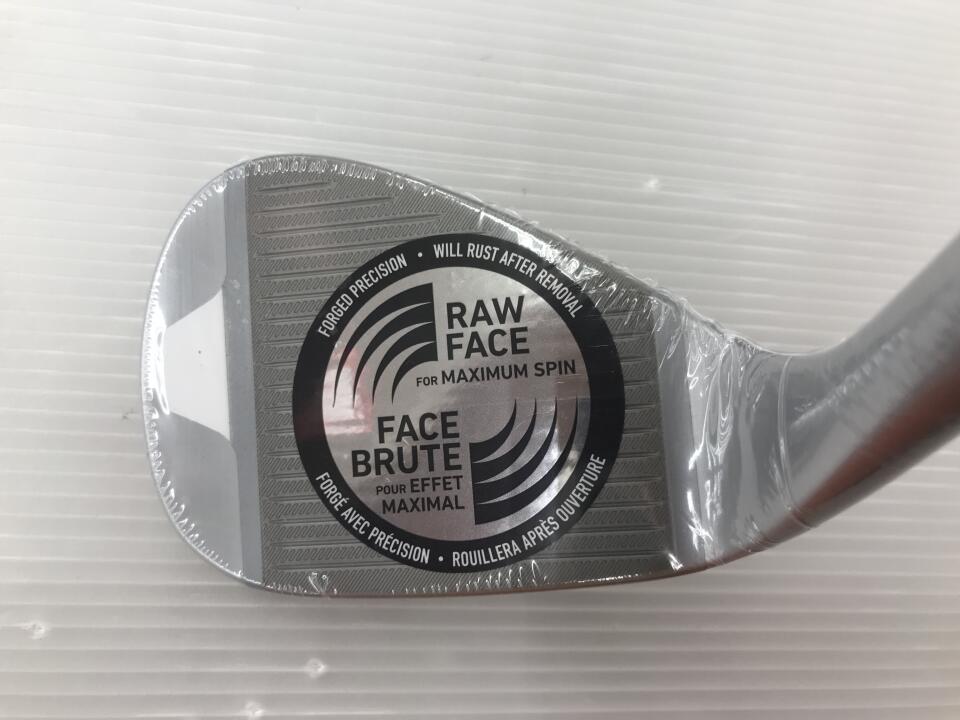 FORGED PRECISION • WILL RUST AFTER REMOVAL
RAW
FACE
FOR MAXIMUM SPIN
FACE
BRUTE
POUR EFFET
MAXIMAL
FORGÉ AVEC PRÉCISION • ROUILLERA APRÈS OUVERTURE